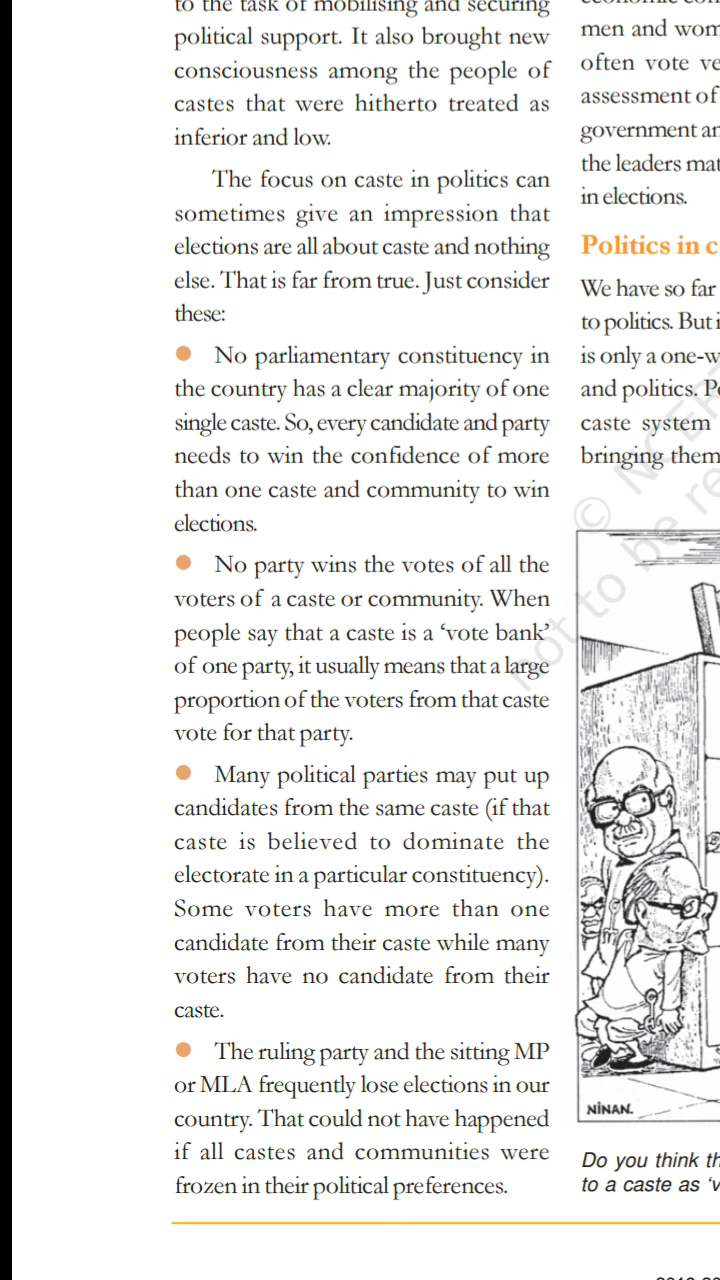 to the task of mobilising and securing
political support. It also brought new
consciousness among the people of
castes that were hitherto treated as
inferior and low.
The focus on caste in politics can
sometimes give an impression that
elections are all about caste and nothing
else. That is far from true. Just consider
these:
● No parliamentary constituency in
the country has a clear majority of one
single caste. So, every candidate and party
needs to win the confidence of more
than one caste and community to win
elections.
● No party wins the votes of all the
voters of a caste or community. When
people say that a caste is a ‘vote bank’
of one party, it usually means that a large
proportion of the voters from that caste
vote for that party.
● Many political parties may put up
candidates from the same caste (if that
caste is believed to dominate the
electorate in a particular constituency).
Some voters have more than one
candidate from their caste while many
voters have no candidate from their
caste.
● The ruling party and the sitting MP
or MLA frequently lose elections in our
country. That could not have happened
if all castes and communities were
frozen in their political preferences.
men and wom
often vote ve
assessment of
government an
the leaders mat
in elections.
Politics in c
We have so far
to politics. But i
is only a one-w
and politics. Po
caste system
bringing them
© NCERT
not to be re
NINAN.
Do you think th
to a caste as ‘v